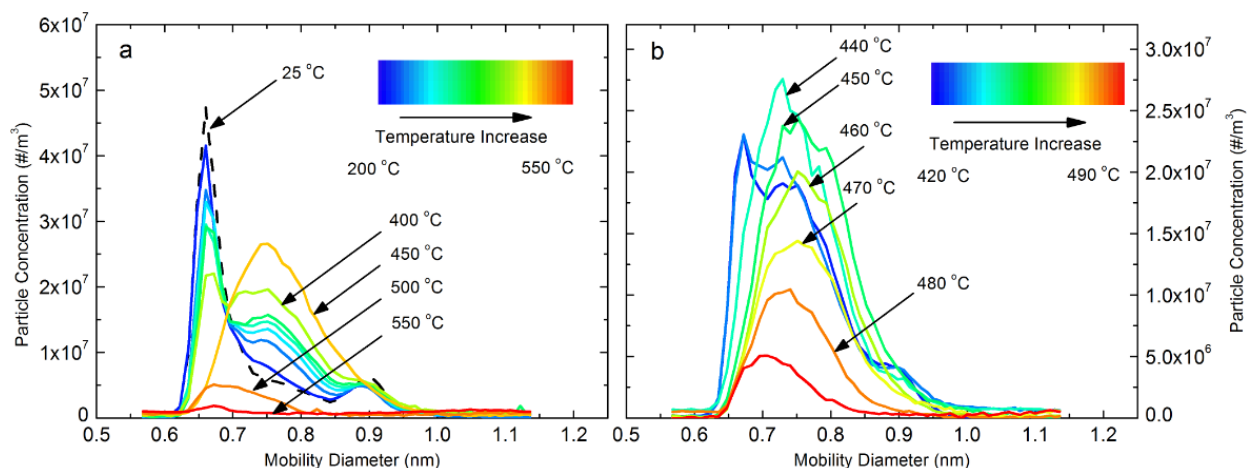 a
6x10⁷
5x10⁷
4x10⁷
3x10⁷
2x10⁷
1x10⁷
0
Particle Concentration (#/m³)
25 °C
Temperature Increase
200 °C
550 °C
400 °C
450 °C
500 °C
550 °C
0.5
0.6
0.7
0.8
0.9
1.0
1.1
1.2
Mobility Diameter (nm)
b
440 °C
450 °C
460 °C
470 °C
480 °C
Temperature Increase
420 °C
490 °C
3.0x10⁷
2.5x10⁷
2.0x10⁷
1.5x10⁷
1.0x10⁷
5.0x10⁶
0.0
Particle Concentration (#/m³)
0.5
0.6
0.7
0.8
0.9
1.0
1.1
1.2
Mobility Diameter (nm)